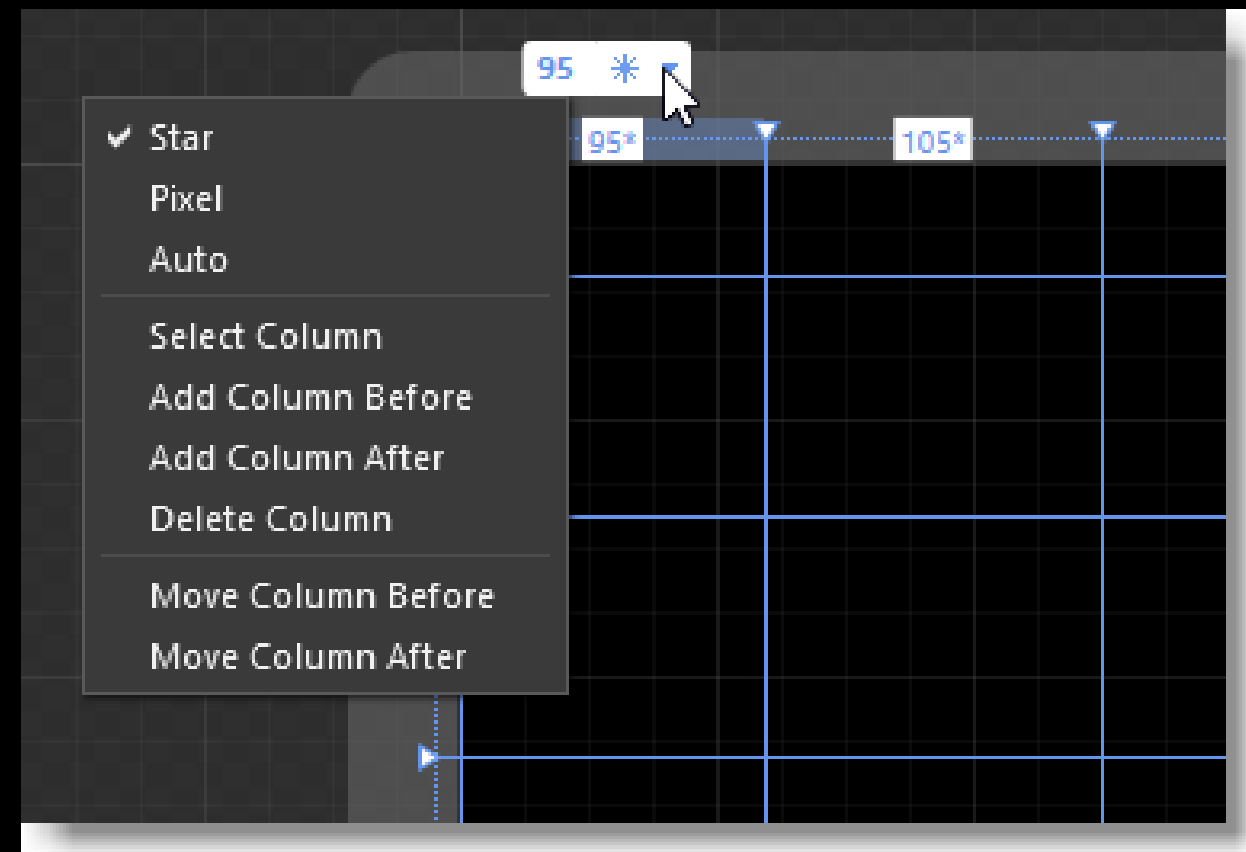 95 *
95*
105*
Star
Pixel
Auto
Select Column
Add Column Before
Add Column After
Delete Column
Move Column Before
Move Column After